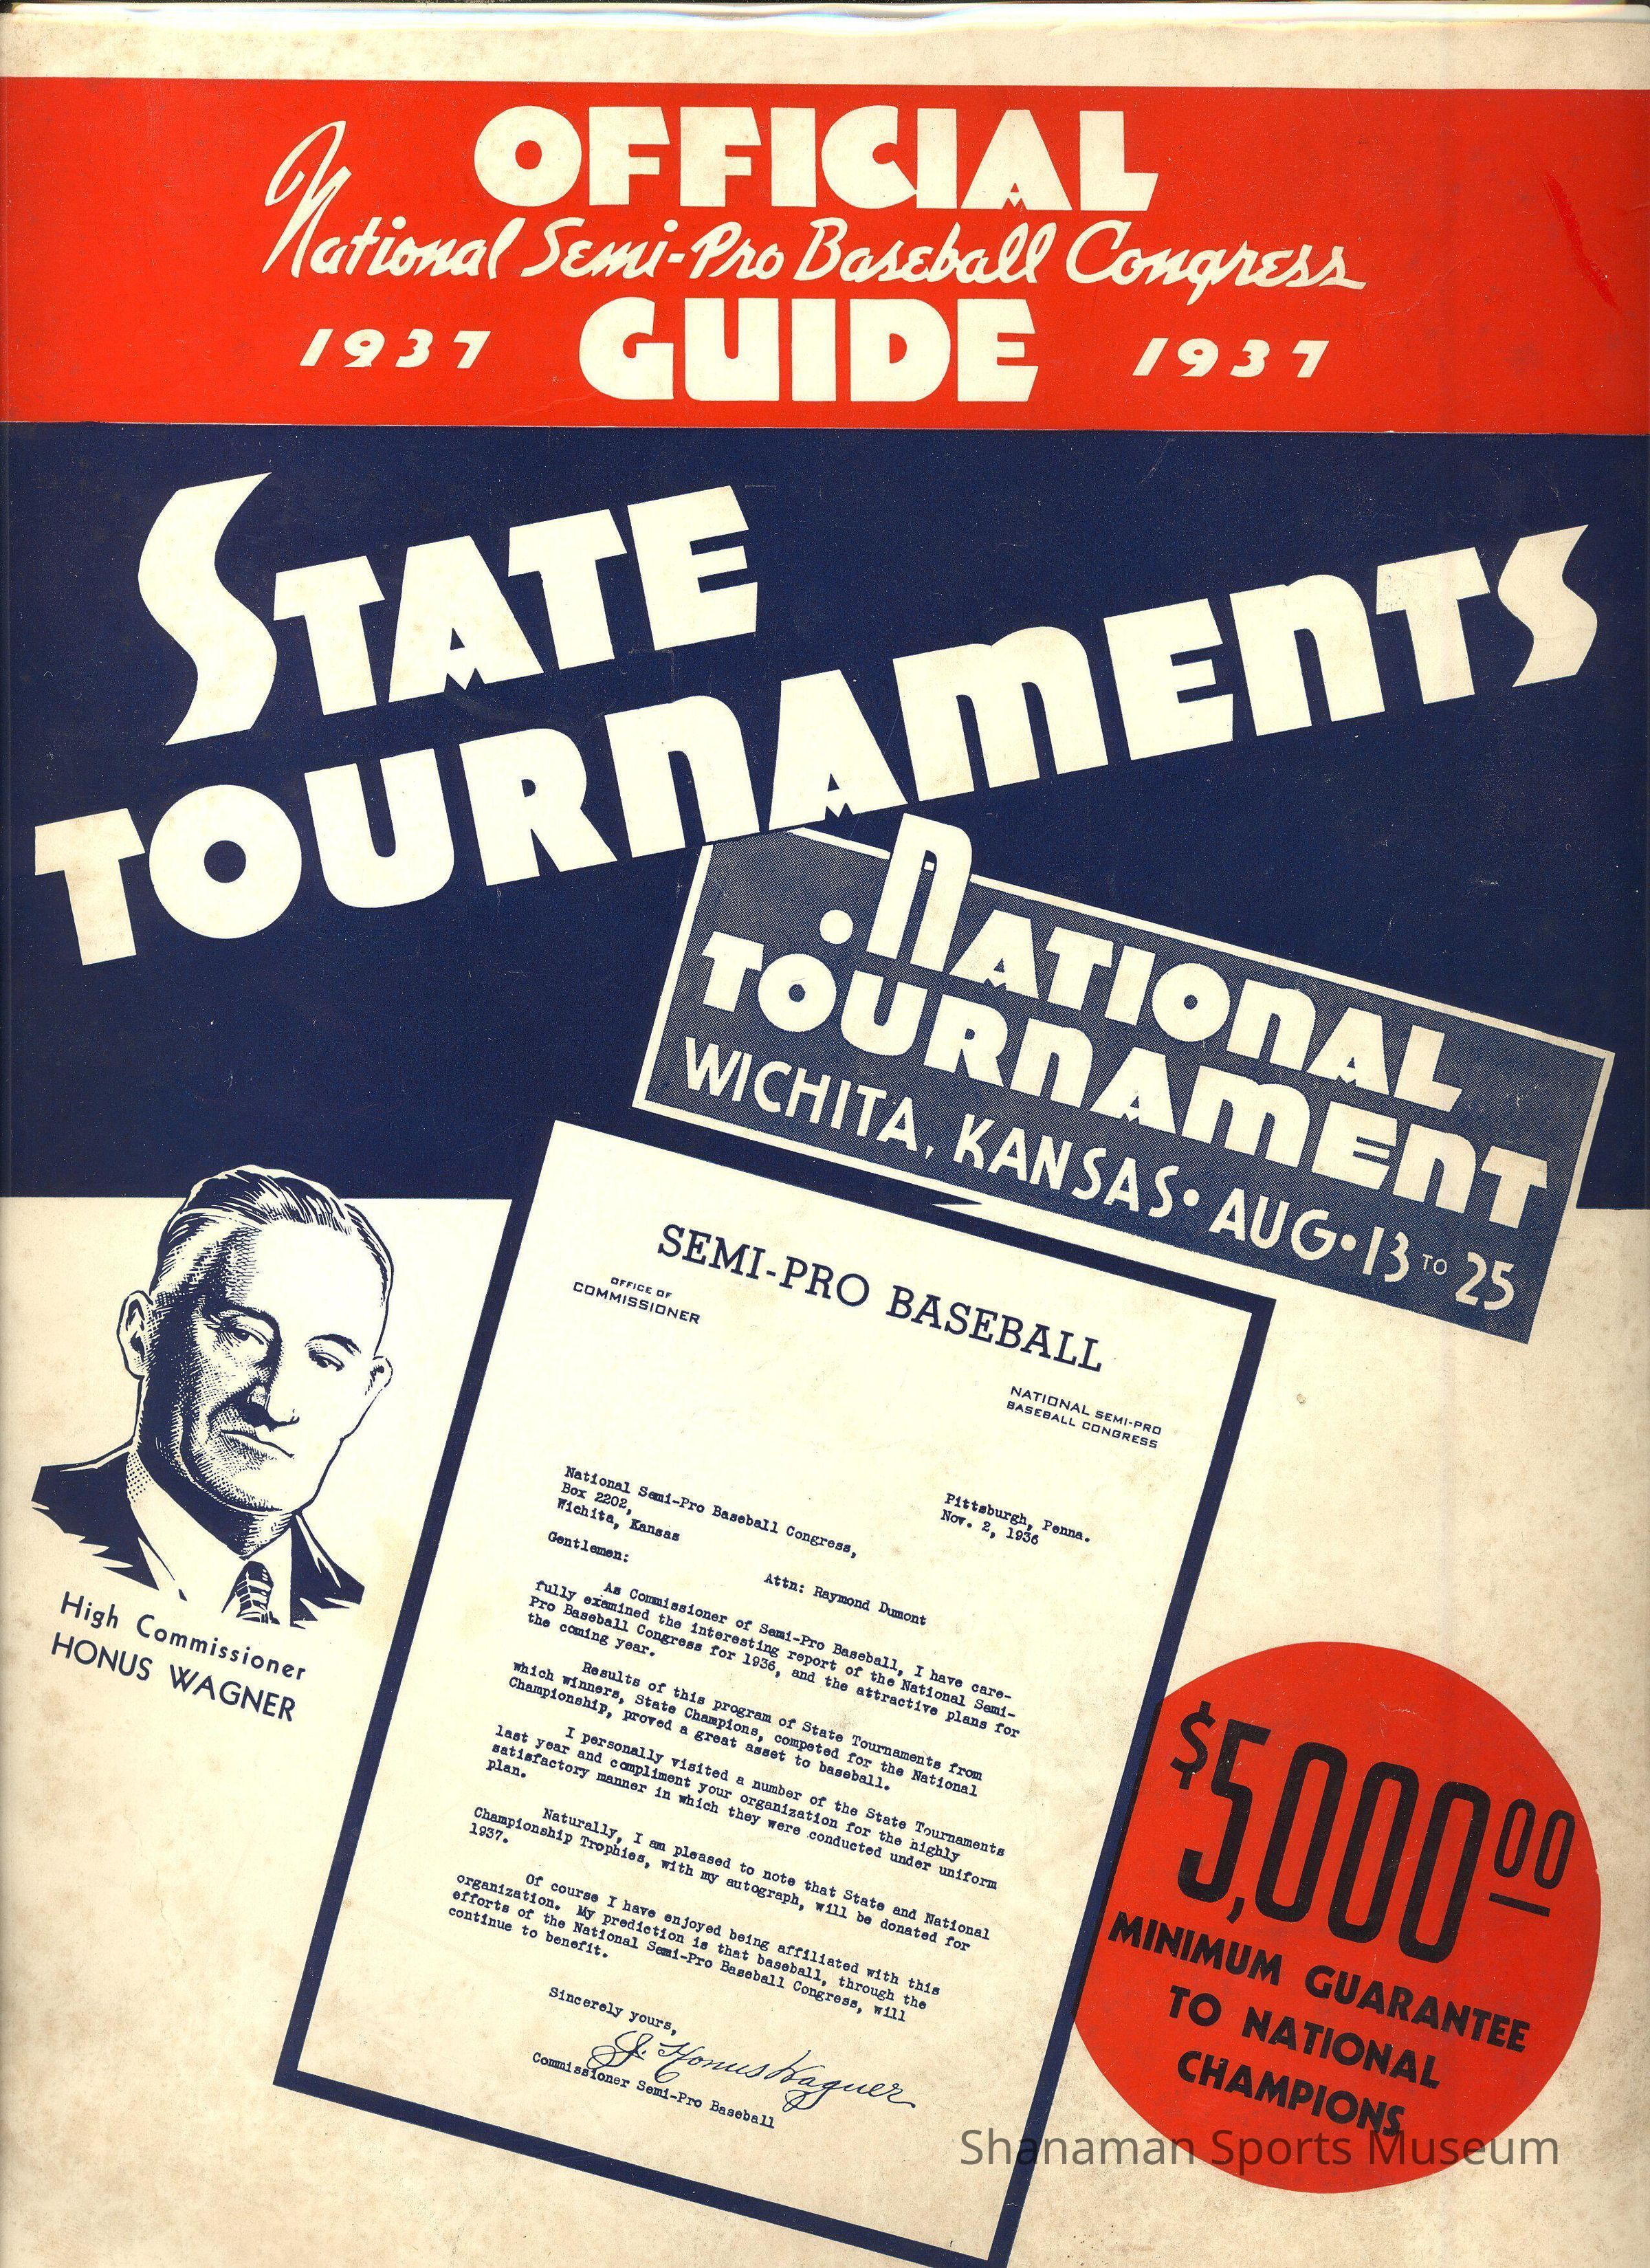 OFFICIAL
National Semi-Pro Baseball Congress
1937 GUIDE 1937
STATE
TOURNAMENTS
NATIONAL
TOURNAMENT
WICHITA, KANSAS • AUG • 13 TO 25
High Commissioner
HONUS WAGNER
SEMI-PRO BASEBALL
OFFICE OF
COMMISSIONER
NATIONAL SEMI-PRO
BASEBALL CONGRESS
Pittsburgh, Penna.
Nov. 2, 1936
National Semi-Pro Baseball Congress,
Box 2202,
Wichita, Kansas
Attn: Raymond Dumont
Gentlemen:
As Commissioner of Semi-Pro Baseball, I have care-
fully examined the interesting report of the National Semi-
Pro Baseball Congress for 1936, and the attractive plans for
the coming year.
Results of this program of State Tournaments from
which winners, State Champions, competed for the National
Championship, proved a great asset to baseball.
I personally visited a number of the State Tournaments
last year and compliment your organization for the highly
satisfactory manner in which they were conducted under uniform
plan.
Naturally, I am pleased to note that State and National
Championship Trophies, with my autograph, will be donated for
1937.
Of course I have enjoyed being affiliated with this
organization. My prediction is that baseball, through the
efforts of the National Semi-Pro Baseball Congress, will
continue to benefit.
Sincerely yours,
J. Honus Wagner
Commissioner Semi-Pro Baseball
$5,000 00
MINIMUM GUARANTEE
TO NATIONAL
CHAMPIONS
Shanaman Sports Museum